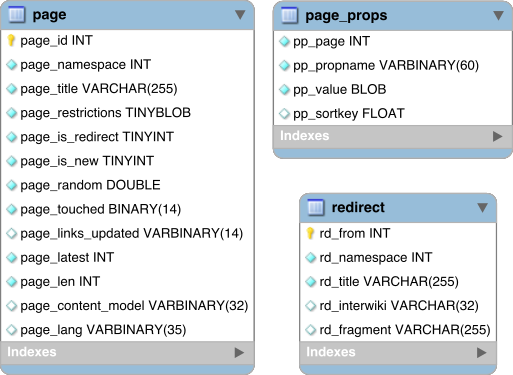 page
page_id INT
page_namespace INT
page_title VARCHAR(255)
page_restrictions TINYBLOB
page_is_redirect TINYINT
page_is_new TINYINT
page_random DOUBLE
page_touched BINARY(14)
page_links_updated VARBINARY(14)
page_latest INT
page_len INT
page_content_model VARBINARY(32)
page_lang VARBINARY(35)
Indexes
page_props
pp_page INT
pp_propname VARBINARY(60)
pp_value BLOB
pp_sortkey FLOAT
Indexes
redirect
rd_from INT
rd_namespace INT
rd_title VARCHAR(255)
rd_interwiki VARCHAR(32)
rd_fragment VARCHAR(255)
Indexes